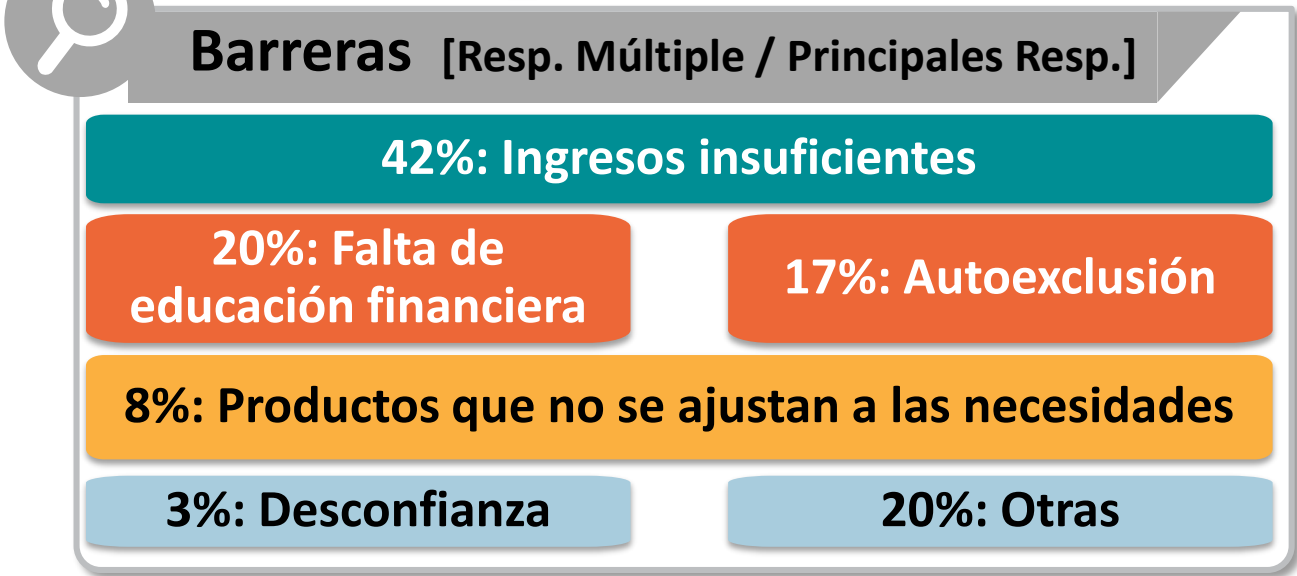 Barreras [Resp. Múltiple / Principales Resp.]
42%: Ingresos insuficientes
20%: Falta de
educación financiera
17%: Autoexclusión
8%: Productos que no se ajustan a las necesidades
3%: Desconfianza
20%: Otras